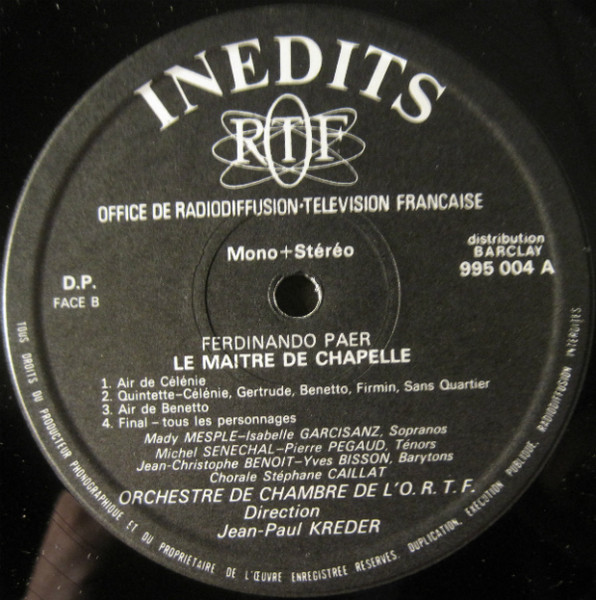 INEDITS
RTF
OFFICE DE RADIODIFFUSION-TELEVISION FRANCAISE
Mono+Stéréo
distribution
BARCLAY
995 004 A
D.P.
FACE B
FERDINANDO PAER
LE MAITRE DE CHAPELLE
1. Air de Célénie
2. Quintette-Célénie, Gertrude, Benetto, Firmin, Sans Quartier
3. Air de Benetto
4. Final-tous les personnages
Mady MESPLE-Isabelle GARCISANZ, Sopranos
Michel SENECHAL-Pierre PEGAUD, Ténors
Jean-Christophe BENOIT-Yves BISSON, Barytons
Chorale Stéphane CAILLAT
ORCHESTRE DE CHAMBRE DE L'O.R.T.F.
Direction
Jean-Paul KREDER
TOUS DROITS DU PRODUCTEUR PHONOGRAPHIQUE ET DU PROPRIÉTAIRE DE L'ŒUVRE ENREGISTREE RESERVES. DUPLICATION, EXECUTION PUBLIQUE, RADIODIFFUSION INTERDITES